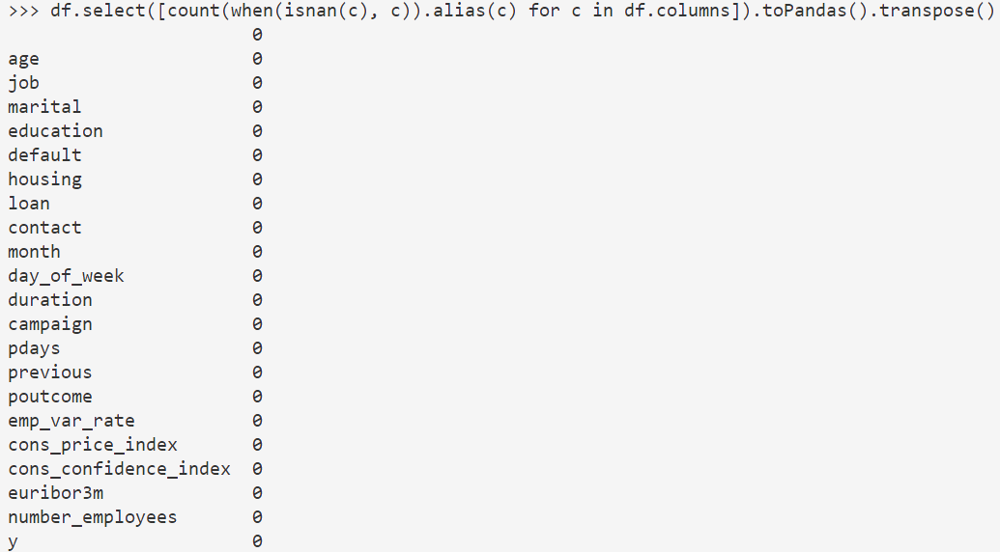 >>> df.select([count(when(isnan(c), c)).alias(c) for c in df.columns]).toPandas().transpose()
0
age 0
job 0
marital 0
education 0
default 0
housing 0
loan 0
contact 0
month 0
day_of_week 0
duration 0
campaign 0
pdays 0
previous 0
poutcome 0
emp_var_rate 0
cons_price_index 0
cons_confidence_index 0
euribor3m 0
number_employees 0
y 0